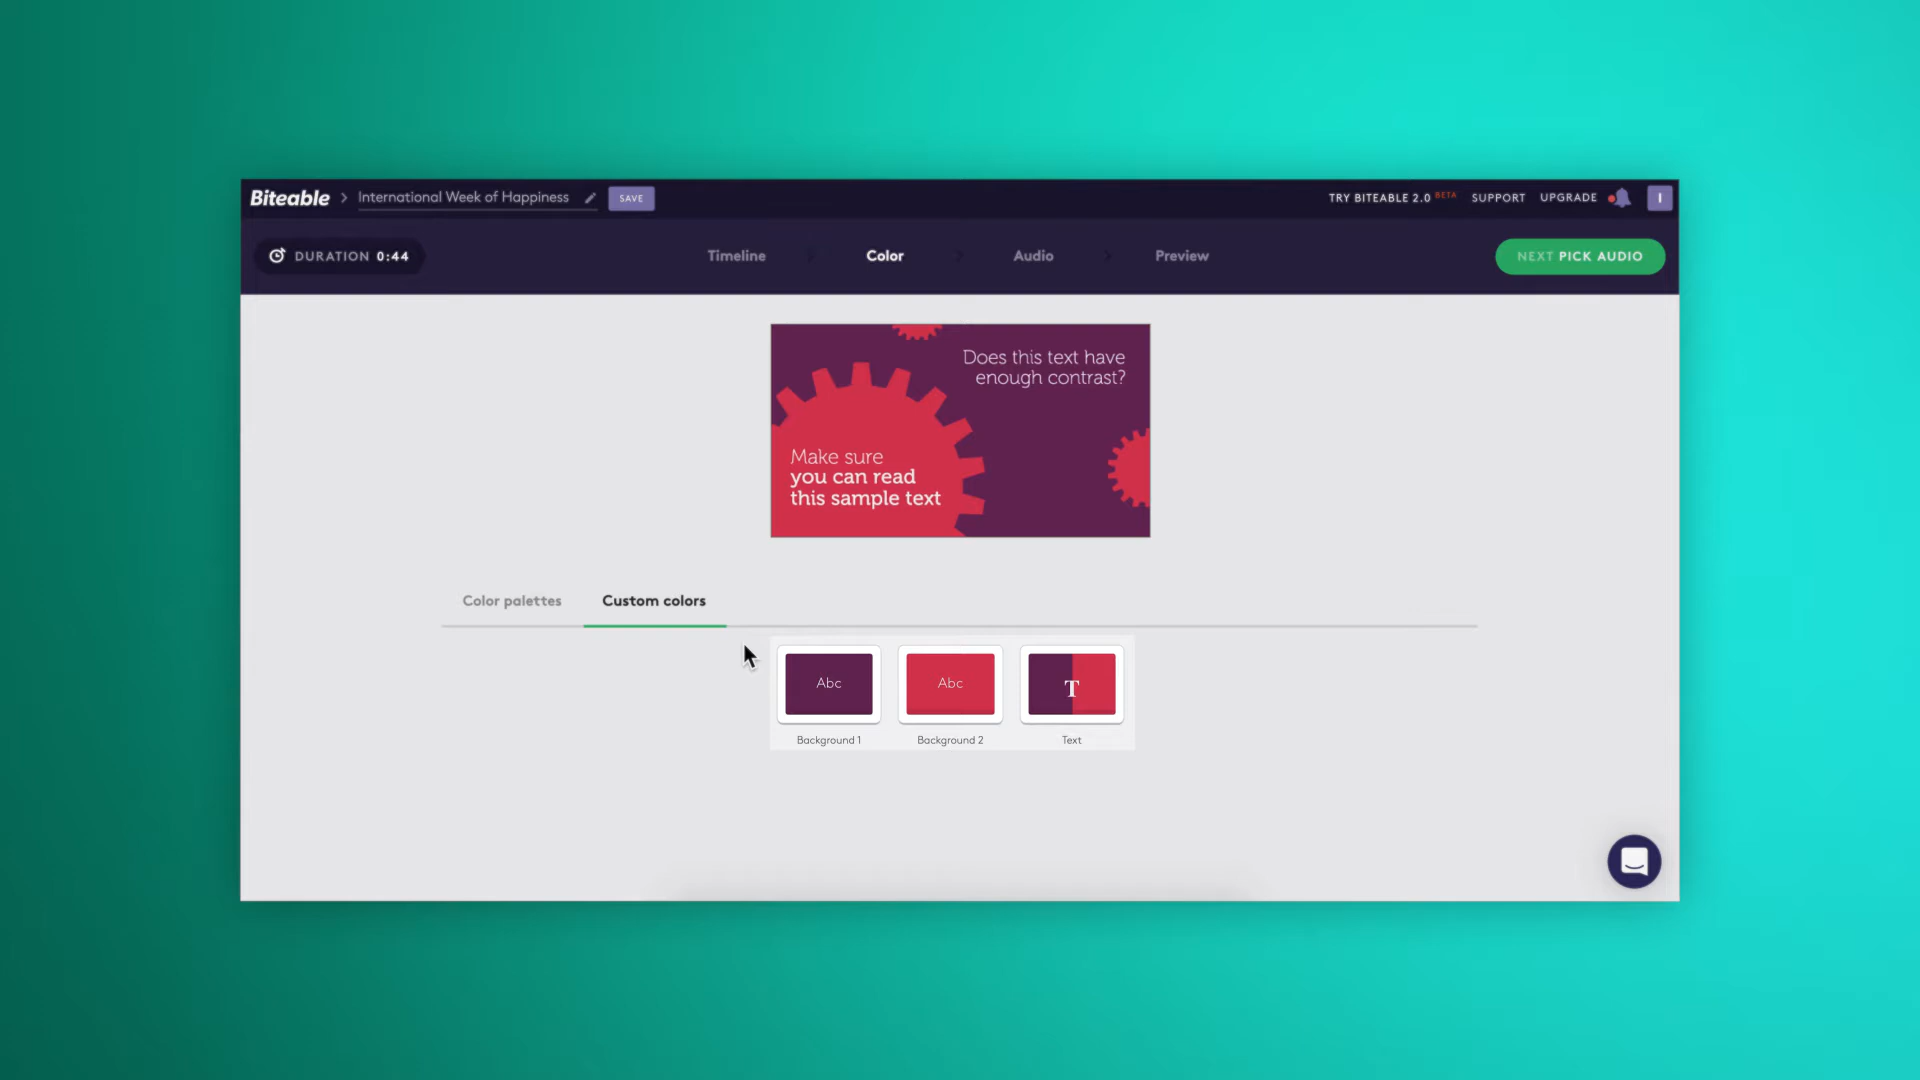 Biteable > International Week of Happiness SAVE TRY BITEABLE 2.0 BETA SUPPORT UPGRADE I
DURATION 0:44 Timeline Color Audio Preview NEXT PICK AUDIO
Does this text have
enough contrast?
Make sure
you can read
this sample text
Color palettes Custom colors
Abc Abc T
Background 1 Background 2 Text